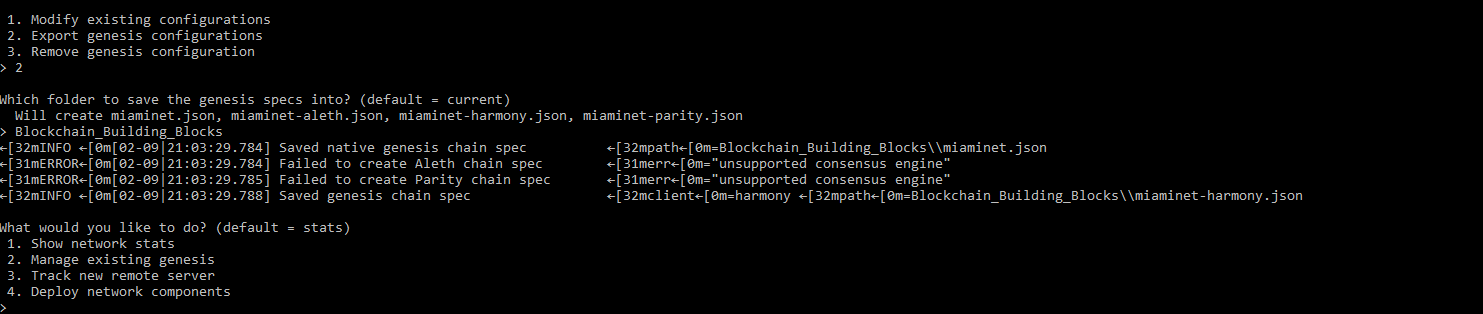 1. Modify existing configurations
2. Export genesis configurations
3. Remove genesis configuration
> 2
Which folder to save the genesis specs into? (default = current)
Will create miaminet.json, miaminet-aleth.json, miaminet-harmony.json, miaminet-parity.json
> Blockchain_Building_Blocks
←[32mINFO ←[0m[02-09|21:03:29.784] Saved native genesis chain spec ←[32mpath←[0m=Blockchain_Building_Blocks\\miaminet.json
←[31mERROR←[0m[02-09|21:03:29.784] Failed to create Aleth chain spec ←[31merr←[0m="unsupported consensus engine"
←[31mERROR←[0m[02-09|21:03:29.785] Failed to create Parity chain spec ←[31merr←[0m="unsupported consensus engine"
←[32mINFO ←[0m[02-09|21:03:29.788] Saved genesis chain spec ←[32mclient←[0m=harmony ←[32mpath←[0m=Blockchain_Building_Blocks\\miaminet-harmony.json
What would you like to do? (default = stats)
1. Show network stats
2. Manage existing genesis
3. Track new remote server
4. Deploy network components
>